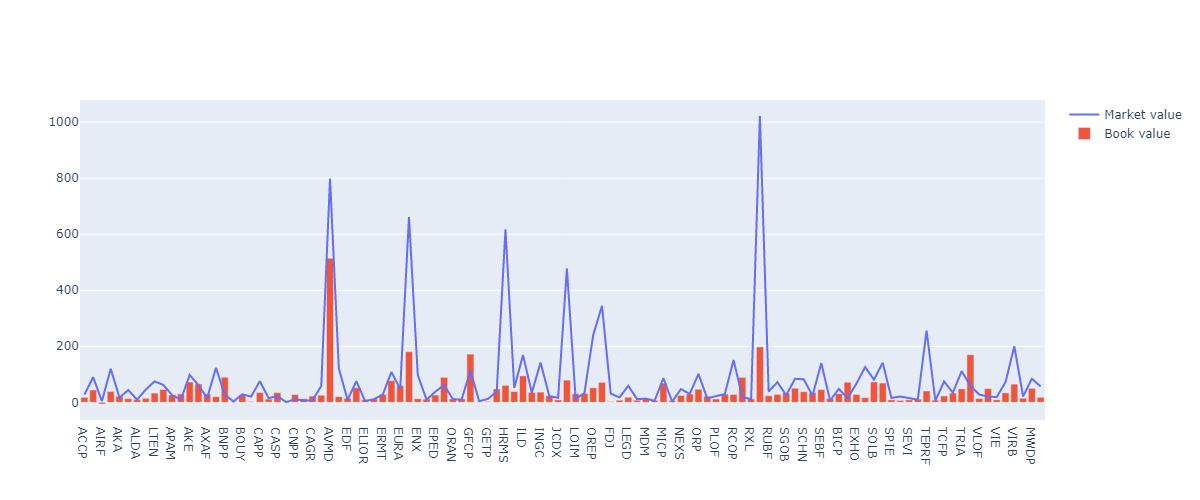 Market value
Book value
1000
800
600
400
200
0
ACCP
AIRF
AKA
ALDA
LTEN
APAM
AKE
AXAF
BNPP
BOUY
CAPP
CASP
CNPP
CAGR
AVMD
EDF
ELIOR
ERMT
EURA
ENX
EPED
ORAN
GFCP
GETP
HRMS
ILD
INGC
JCDX
LOIM
OREP
FDJ
LEGD
MDM
MICP
NEXS
ORP
PLOF
RCOP
RXL
RUBF
SGOB
SCHN
SEBF
BICP
EXHO
SOLB
SPIE
SEVI
TEPRF
TCFP
TRIA
VLOF
VIE
VIRB
MWDP